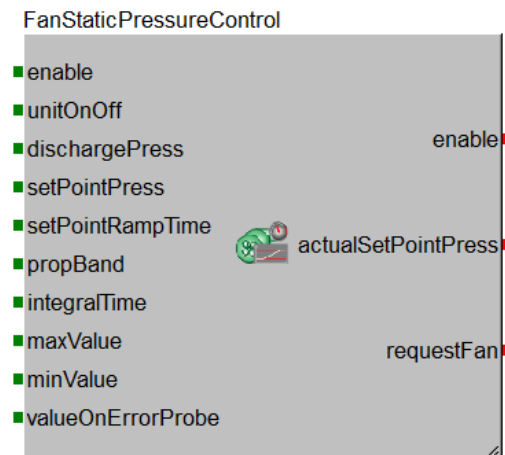 FanStaticPressureControl
enable
unitOnOff
dischargePress
setPointPress
setPointRampTime
propBand
integralTime
maxValue
minValue
valueOnErrorProbe
enable
actualSetPointPress
requestFan